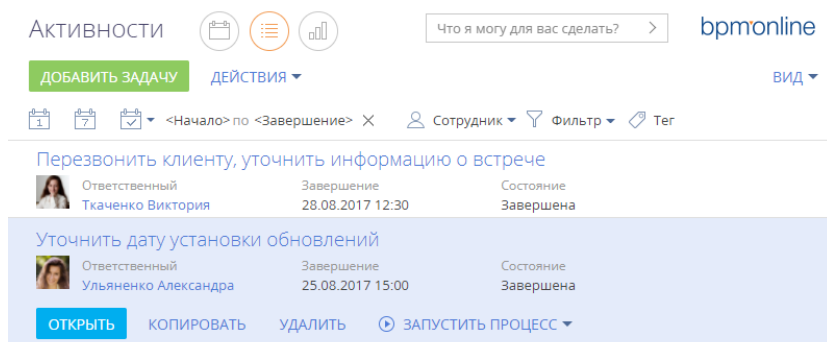 Активности Что я могу для вас сделать? bpmonline
ДОБАВИТЬ ЗАДАЧУ ДЕЙСТВИЯ ВИД
1 7 <Начало> по <Завершение> Сотрудник Фильтр Тег
Перезвонить клиенту, уточнить информацию о встрече
Ответственный Завершение Состояние
Ткаченко Виктория 28.08.2017 12:30 Завершена
Уточнить дату установки обновлений
Ответственный Завершение Состояние
Ульяненко Александра 25.08.2017 15:00 Завершена
ОТКРЫТЬ КОПИРОВАТЬ УДАЛИТЬ ЗАПУСТИТЬ ПРОЦЕСС